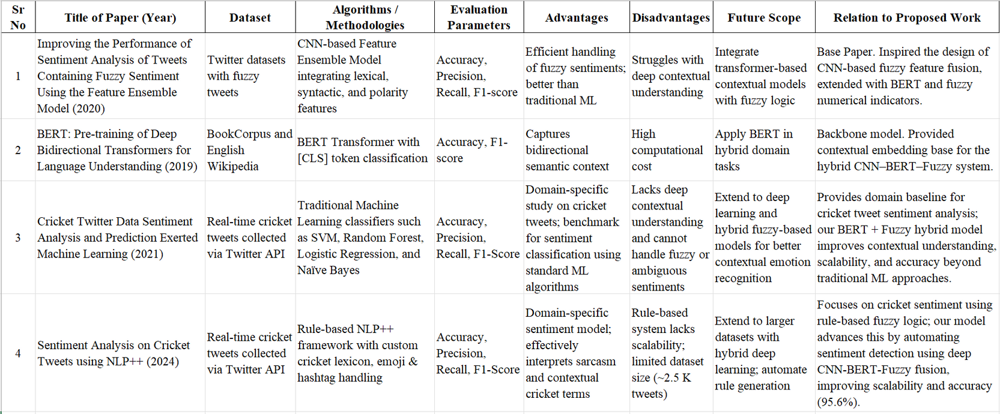 Sr
No
Title of Paper (Year)
Dataset
Algorithms /
Methodologies
Evaluation
Parameters
Advantages
Disadvantages
Future Scope
Relation to Proposed Work
1
Improving the Performance of
Sentiment Analysis of Tweets
Containing Fuzzy Sentiment
Using the Feature Ensemble
Model (2020)
Twitter datasets
with fuzzy
tweets
CNN-based Feature
Ensemble Model
integrating lexical,
syntactic, and polarity
features
Accuracy,
Precision,
Recall, F1-score
Efficient handling
of fuzzy sentiments;
better than
traditional ML
Struggles with
deep contextual
understanding
Integrate
transformer-based
contextual models
with fuzzy logic
Base Paper. Inspired the design of
CNN-based fuzzy feature fusion,
extended with BERT and fuzzy
numerical indicators.
2
BERT: Pre-training of Deep
Bidirectional Transformers for
Language Understanding (2019)
BookCorpus and
English
Wikipedia
BERT Transformer with
[CLS] token classification
Accuracy, F1-
score
Captures
bidirectional
semantic context
High
computational
cost
Apply BERT in
hybrid domain
tasks
Backbone model. Provided
contextual embedding base for the
hybrid CNN–BERT–Fuzzy system.
3
Cricket Twitter Data Sentiment
Analysis and Prediction Exerted
Machine Learning (2021)
Real-time cricket
tweets collected
via Twitter API
Traditional Machine
Learning classifiers such
as SVM, Random Forest,
Logistic Regression, and
Naïve Bayes
Accuracy,
Precision,
Recall, F1-Score
Domain-specific
study on cricket
tweets; benchmark
for sentiment
classification using
standard ML
algorithms
Lacks deep
contextual
understanding
and cannot
handle fuzzy or
ambiguous
sentiments
Extend to deep
learning and
hybrid fuzzy-based
models for better
contextual emotion
recognition
Provides domain baseline for
cricket tweet sentiment analysis;
our BERT + Fuzzy hybrid model
improves contextual understanding,
scalability, and accuracy beyond
traditional ML approaches.
4
Sentiment Analysis on Cricket
Tweets using NLP++ (2024)
Real-time cricket
tweets collected
via Twitter API
Rule-based NLP++
framework with custom
cricket lexicon, emoji &
hashtag handling
Accuracy,
Precision,
Recall, F1-Score
Domain-specific
sentiment model;
effectively
interprets sarcasm
and contextual
cricket terms
Rule-based
system lacks
scalability;
limited dataset
size (~2.5 K
tweets)
Extend to larger
datasets with
hybrid deep
learning; automate
rule generation
Focuses on cricket sentiment using
rule-based fuzzy logic; our model
advances this by automating
sentiment detection using deep
CNN-BERT-Fuzzy fusion,
improving scalability and accuracy
(95.6%).